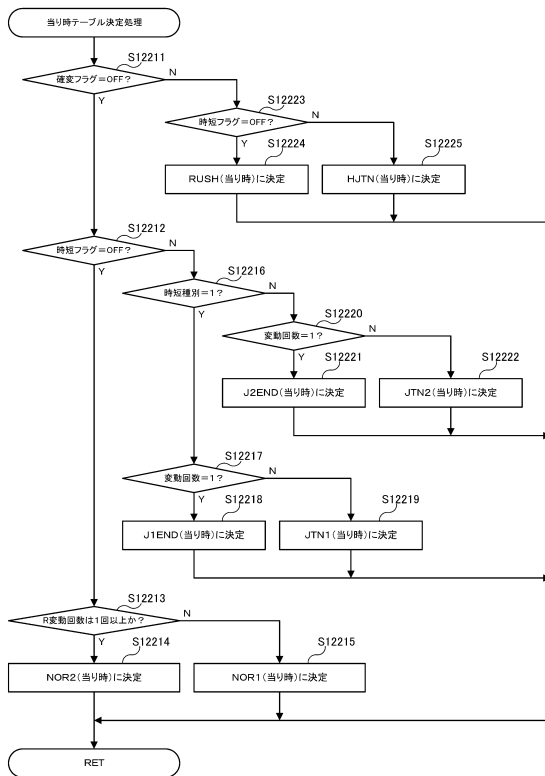 当り時テーブル決定処理
S12211
確変フラグ=OFF?
N
Y
S12223
時短フラグ=OFF?
N
Y
S12224
RUSH(当り時)に決定
S12225
HJTN(当り時)に決定
S12212
時短フラグ=OFF?
N
Y
S12216
時短種別=1?
N
Y
S12220
変動回数=1?
N
Y
S12221
J2END(当り時)に決定
S12222
JTN2(当り時)に決定
S12217
変動回数=1?
N
Y
S12218
J1END(当り時)に決定
S12219
JTN1(当り時)に決定
S12213
R変動回数は1回以上か?
N
Y
S12214
NOR2(当り時)に決定
S12215
NOR1(当り時)に決定
RET